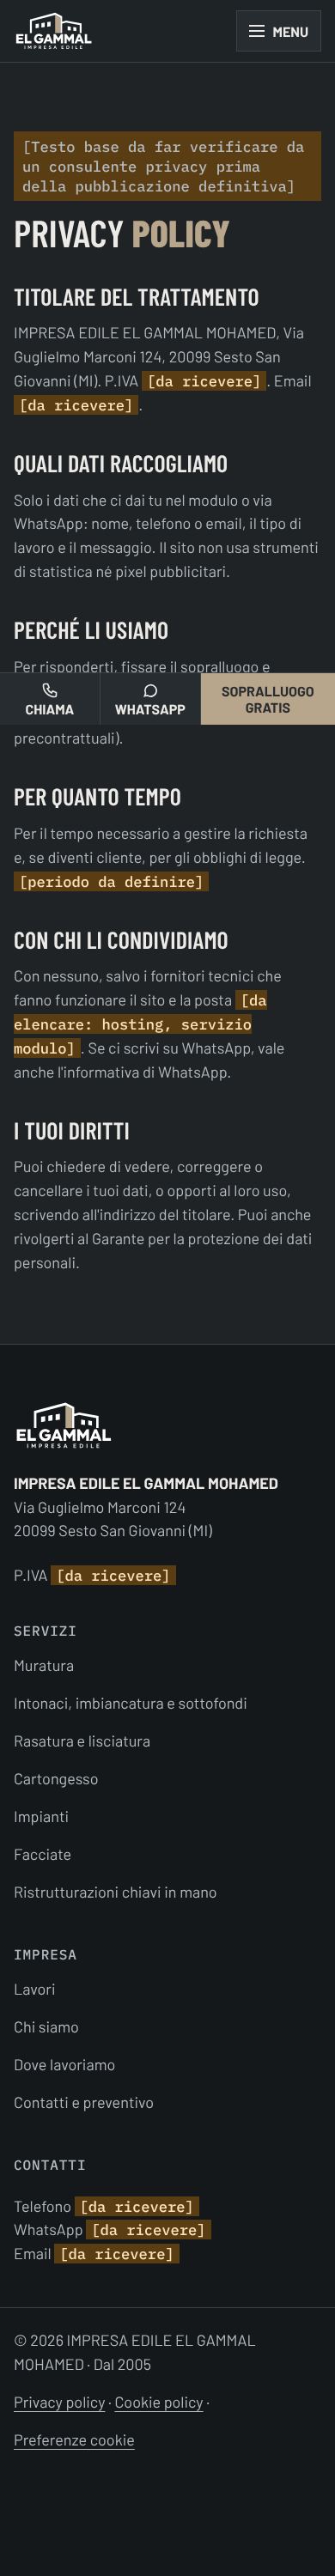 EL GAMMAL
IMPRESA EDILE
MENU
[Testo base da far verificare da
un consulente privacy prima
della pubblicazione definitiva]
PRIVACY POLICY
TITOLARE DEL TRATTAMENTO
IMPRESA EDILE EL GAMMAL MOHAMED, Via
Guglielmo Marconi 124, 20099 Sesto San
Giovanni (MI). P.IVA [da ricevere]. Email
[da ricevere].
QUALI DATI RACCOGLIAMO
Solo i dati che ci dai tu nel modulo o via
WhatsApp: nome, telefono o email, il tipo di
lavoro e il messaggio. Il sito non usa strumenti
di statistica né pixel pubblicitari.
PERCHÉ LI USIAMO
Per risponderti, fissare il sopralluogo e
CHIAMA
WHATSAPP
SOPRALLUOGO
GRATIS
precontrattuali).
PER QUANTO TEMPO
Per il tempo necessario a gestire la richiesta
e, se diventi cliente, per gli obblighi di legge.
[periodo da definire]
CON CHI LI CONDIVIDIAMO
Con nessuno, salvo i fornitori tecnici che
fanno funzionare il sito e la posta [da
elencare: hosting, servizio
modulo]. Se ci scrivi su WhatsApp, vale
anche l'informativa di WhatsApp.
I TUOI DIRITTI
Puoi chiedere di vedere, correggere o
cancellare i tuoi dati, o opporti al loro uso,
scrivendo all'indirizzo del titolare. Puoi anche
rivolgerti al Garante per la protezione dei dati
personali.
EL GAMMAL
IMPRESA EDILE
IMPRESA EDILE EL GAMMAL MOHAMED
Via Guglielmo Marconi 124
20099 Sesto San Giovanni (MI)
P.IVA [da ricevere]
SERVIZI
Muratura
Intonaci, imbiancatura e sottofondi
Rasatura e lisciatura
Cartongesso
Impianti
Facciate
Ristrutturazioni chiavi in mano
IMPRESA
Lavori
Chi siamo
Dove lavoriamo
Contatti e preventivo
CONTATTI
Telefono [da ricevere]
WhatsApp [da ricevere]
Email [da ricevere]
© 2026 IMPRESA EDILE EL GAMMAL
MOHAMED · Dal 2005
Privacy policy · Cookie policy ·
Preferenze cookie